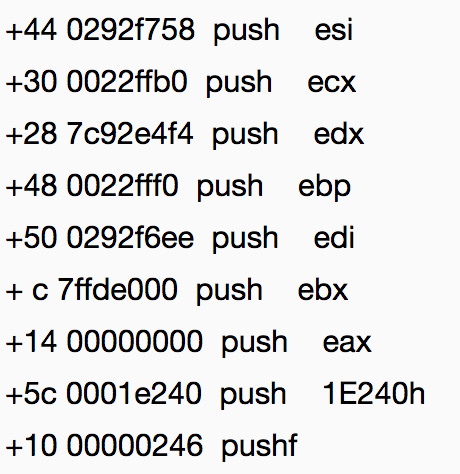 +44 0292f758 push esi
+30 0022ffb0 push ecx
+28 7c92e4f4 push edx
+48 0022fff0 push ebp
+50 0292f6ee push edi
+ c 7ffde000 push ebx
+14 00000000 push eax
+5c 0001e240 push 1E240h
+10 00000246 pushf